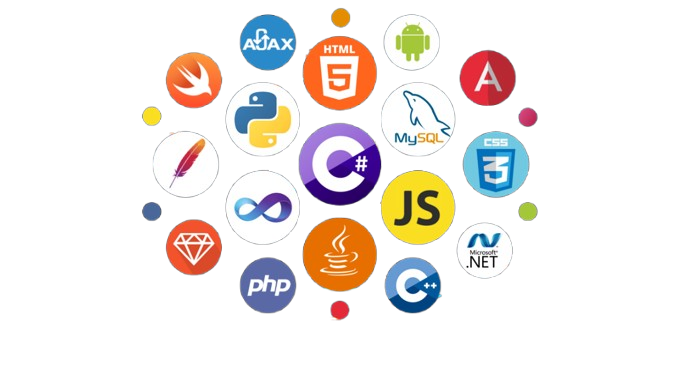 AJAX
HTML
5
A
MySQL
CSS
3
C#
JS
Microsoft®
.NET
php
C++